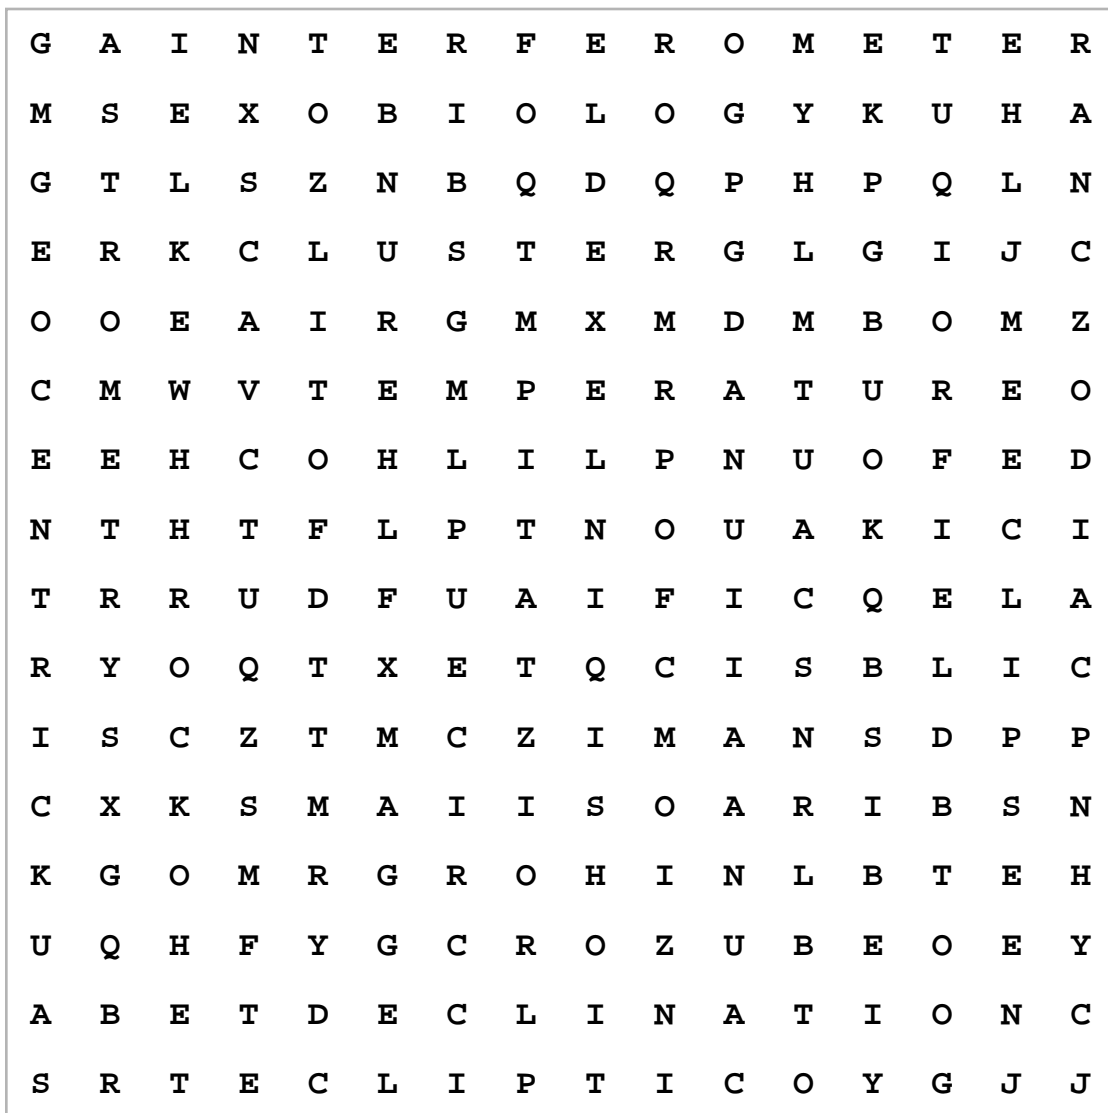 G A I N T E R F E R O M E T E R
M S E X O B I O L O G Y K U H A
G T L S Z N B Q D Q P H P Q L N
E R K C L U S T E R G L G I J C
O O E A I R G M X M D M B O M Z
C M W V T E M P E R A T U R E O
E E H C O H L I L P N U O F E D
N T H T F L P T N O U A K I C I
T R R U D F U A I F I C Q E L A
R Y O Q T X E T Q C I S B L I C
I S C Z T M C Z I M A N S D P P
C X K S M A I I S O A R I B S N
K G O M R G R O H I N L B T E H
U Q H F Y G C R O Z U B E O E Y
A B E T D E C L I N A T I O N C
S R T E C L I P T I C O Y G J J